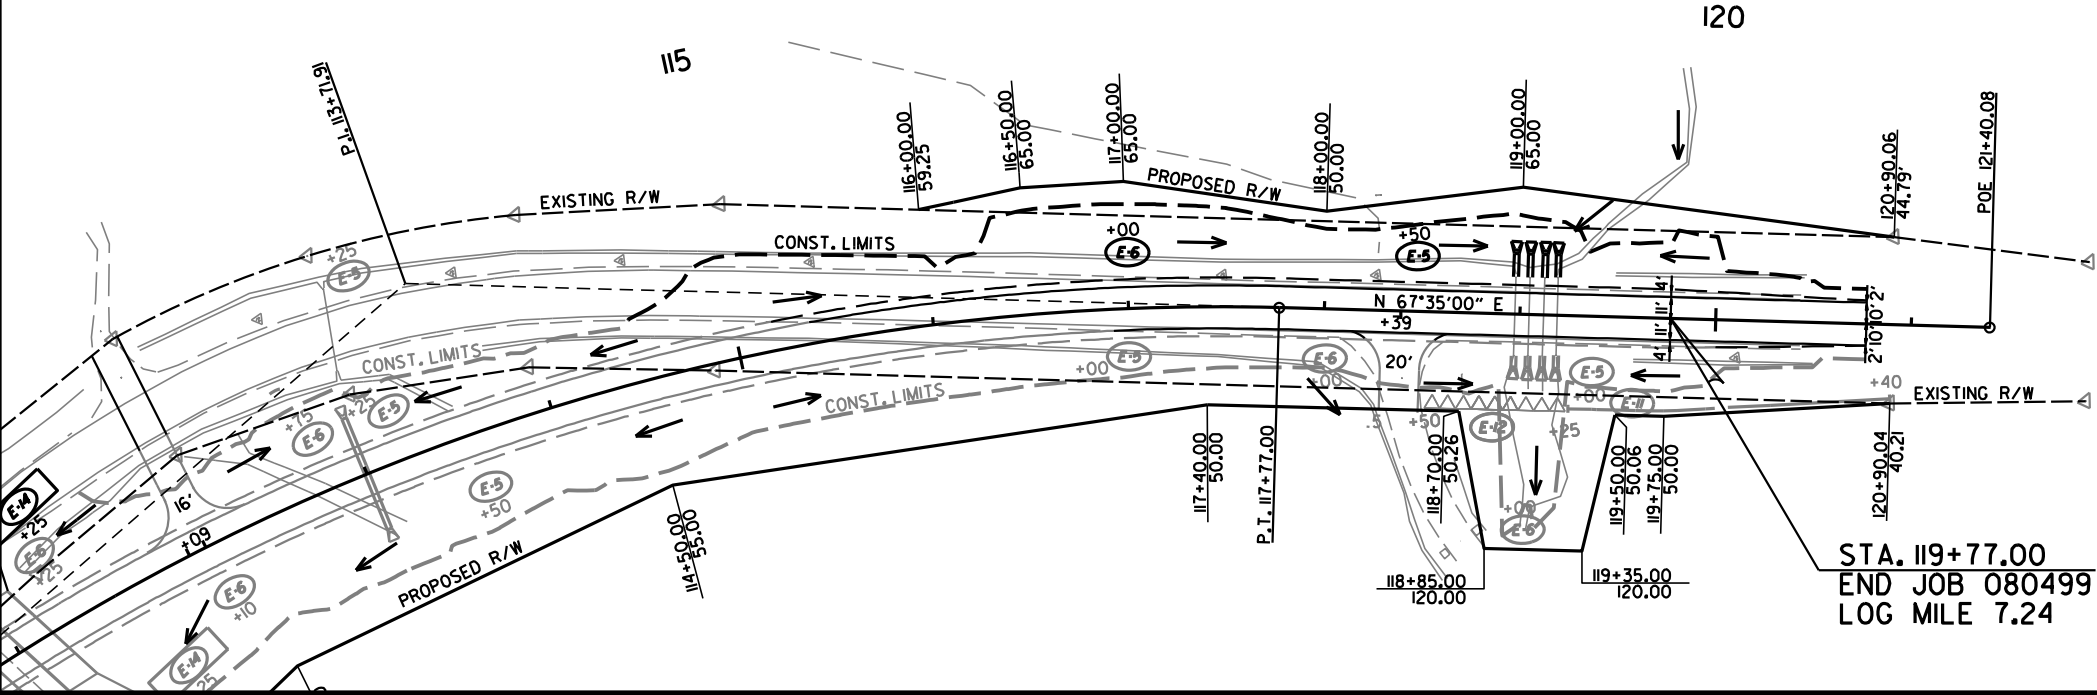 120
115
P.I. 113+71.91
116+00.00
59.25
116+50.00
65.00
117+00.00
65.00
118+00.00
50.00
119+00.00
65.00
120+90.06
44.79'
POE 121+40.08
EXISTING R/W
PROPOSED R/W
CONST. LIMITS
+25
E-5
+00
E-6
+50
E-5
N 67°35'00" E
+39
4'
11'
11'
4'
2'
10'
10'
2'
CONST. LIMITS
+75
E-6
+25
E-5
+00
E-5
E-6
+00
20'
E-5
+00
E-11
+40
EXISTING R/W
CONST. LIMITS
E-14
+25
E-6
+25
16'
+09
E-5
+50
.5
+50
E-12
+25
+00
E-6
117+40.00
50.00
P.T. 117+77.00
118+70.00
50.26
119+50.00
50.06
119+75.00
50.00
120+90.04
40.21
114+50.00
55.00
PROPOSED R/W
E-6
+10
E-14
25
118+85.00
120.00
119+35.00
120.00
STA. 119+77.00
END JOB 080499
LOG MILE 7.24